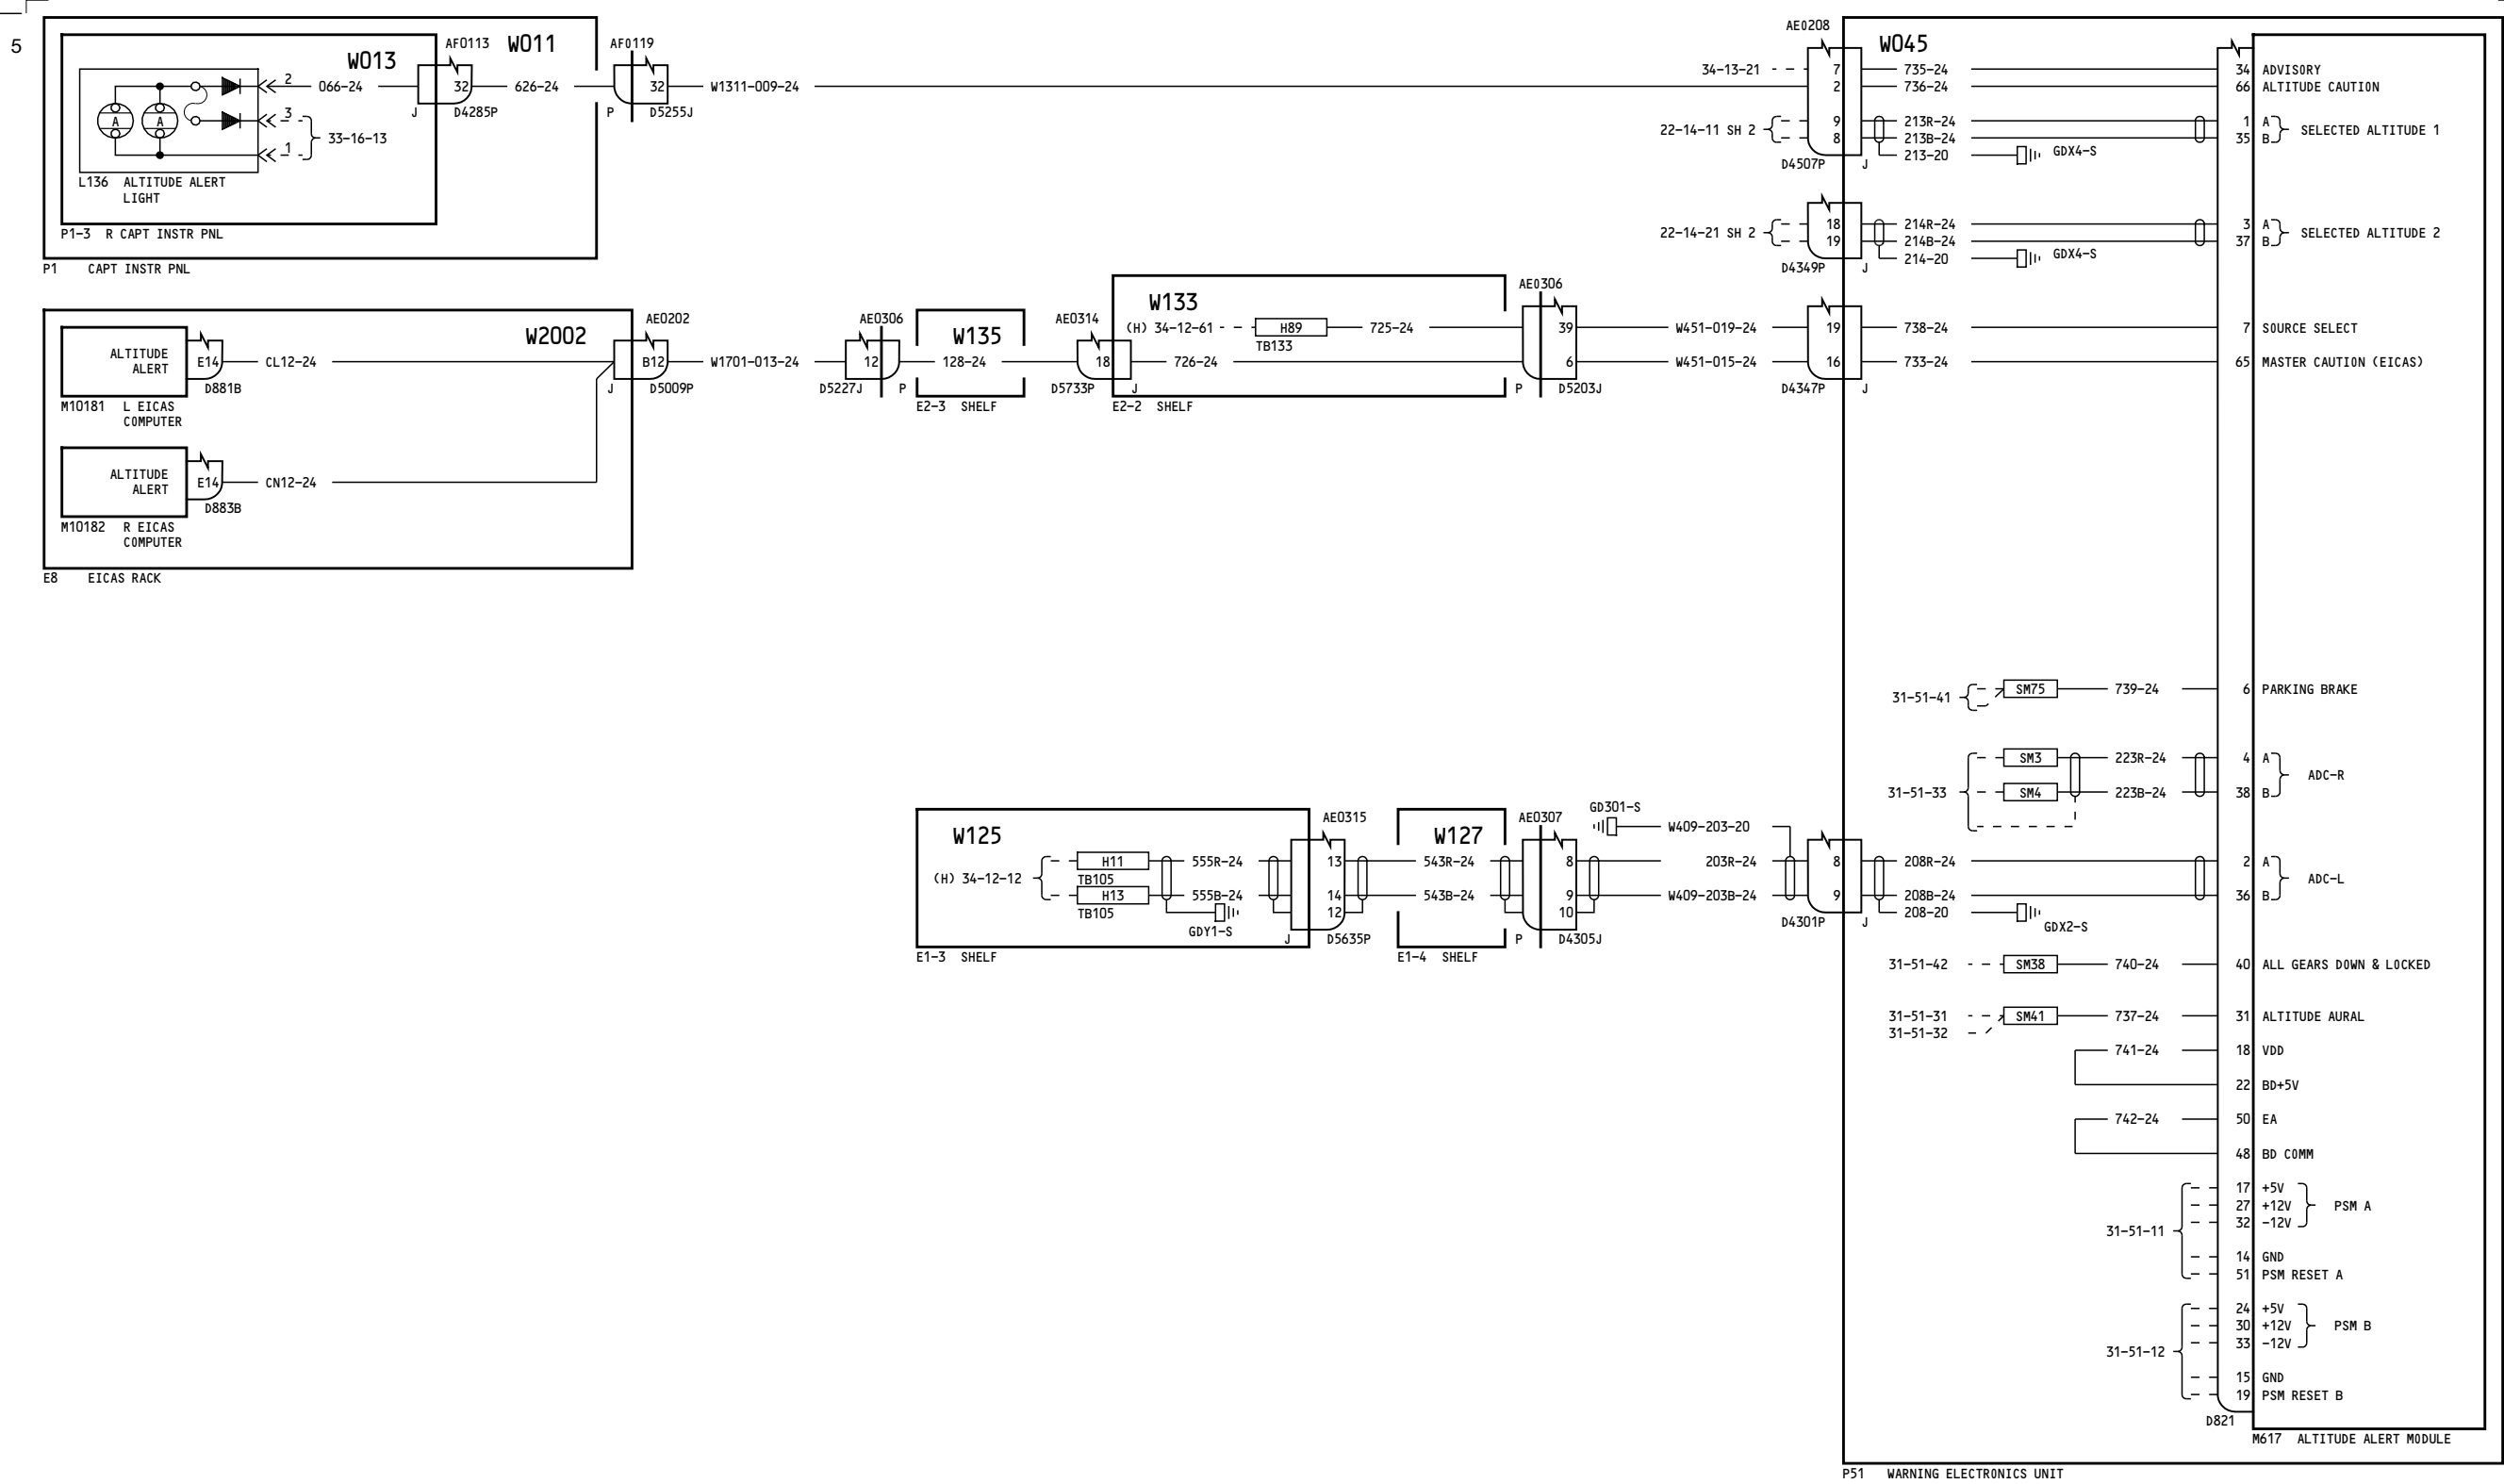 5
W013
AF0113
W011
AF0119
2
066-24
32
626-24
32
W1311-009-24
J
D4285P
P
D5255J
A
A
3
33-16-13
1
L136 ALTITUDE ALERT
LIGHT
P1-3 R CAPT INSTR PNL
P1 CAPT INSTR PNL
AE0208
W045
34-13-21
7
735-24
34
ADVISORY
2
736-24
66
ALTITUDE CAUTION
22-14-11 SH 2
9
213R-24
1
A
SELECTED ALTITUDE 1
8
213B-24
35
B
213-20
GDX4-S
D4507P
J
22-14-21 SH 2
18
214R-24
3
A
SELECTED ALTITUDE 2
19
214B-24
37
B
214-20
GDX4-S
D4349P
J
W2002
ALTITUDE
ALERT
E14
CL12-24
D881B
M10181 L EICAS
COMPUTER
ALTITUDE
ALERT
E14
CN12-24
D883B
M10182 R EICAS
COMPUTER
E8 EICAS RACK
AE0202
B12
J
D5009P
W1701-013-24
AE0306
12
D5227J
P
W135
128-24
E2-3 SHELF
AE0314
18
D5733P
J
W133
(H) 34-12-61
H89
TB133
725-24
726-24
E2-2 SHELF
AE0306
39
6
P
D5203J
W451-019-24
W451-015-24
19
738-24
7
SOURCE SELECT
16
733-24
65
MASTER CAUTION (EICAS)
D4347P
J
31-51-41
SM75
739-24
6
PARKING BRAKE
31-51-33
SM3
223R-24
4
A
ADC-R
SM4
223B-24
38
B
W125
(H) 34-12-12
H11
TB105
555R-24
H13
TB105
555B-24
GDY1-S
E1-3 SHELF
AE0315
13
14
12
J
D5635P
W127
543R-24
543B-24
E1-4 SHELF
AE0307
8
9
10
P
D4305J
GD301-S
W409-203-20
203R-24
W409-203B-24
8
208R-24
2
A
ADC-L
9
208B-24
36
B
208-20
GDX2-S
D4301P
J
31-51-42
SM38
740-24
40
ALL GEARS DOWN & LOCKED
31-51-31
SM41
737-24
31
ALTITUDE AURAL
31-51-32
741-24
18
VDD
22
BD+5V
742-24
50
EA
48
BD COMM
31-51-11
17
+5V
27
+12V
PSM A
32
-12V
14
GND
51
PSM RESET A
31-51-12
24
+5V
30
+12V
PSM B
33
-12V
15
GND
19
PSM RESET B
D821
M617 ALTITUDE ALERT MODULE
P51 WARNING ELECTRONICS UNIT